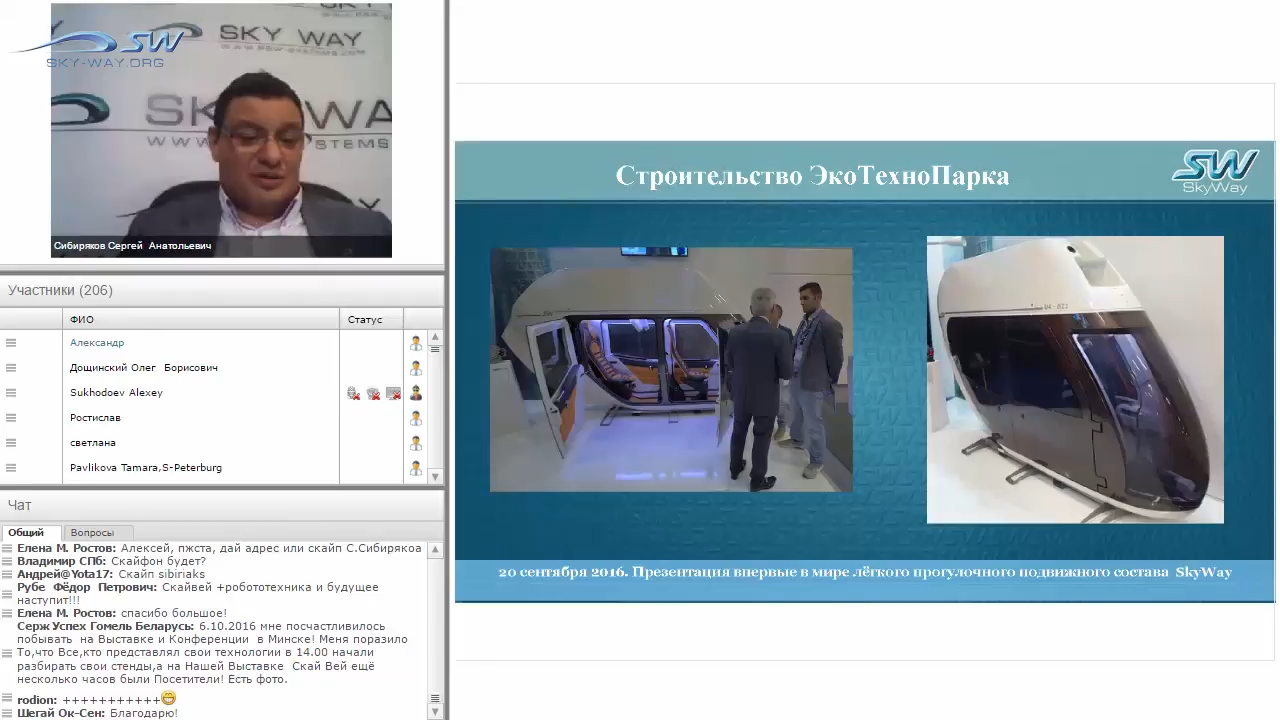 SKY WAY
SW
SKY-WAY.ORG
SKY WA
Сибиряков Сергей Анатольевич
Участники (206)
ФИО Статус
Александр
Дощинский Олег Борисович
Sukhodoev Alexey
Ростислав
светлана
Pavlikova Tamara,S-Peterburg
Чат
Общий Вопросы
Елена М. Ростов: Алексей, пжста, дай адрес или скайп С.Сибирякова
Владимир СПб: Скайфон будет?
Андрей@Yota17: Скайп sibiriaks
Рубе Фёдор Петрович: Скайвей +робототехника и будущее
наступит!!!
Елена М. Ростов: спасибо большое!
Серж Успех Гомель Беларусь: 6.10.2016 мне посчастливилось
побывать на Выставке и Конференции в Минске! Меня поразило
То,что Все,кто представлял свои технологии в 14.00 начали
разбирать свои стенды,а на Нашей Выставке Скай Вей ещё
несколько часов были Посетители! Есть фото.
rodion: +++++++++++
Шегай Ок-Сен: Благодарю!
Строительство ЭкоТехноПарка
SW
SkyWay
20 сентября 2016. Презентация впервые в мире лёгкого прогулочного подвижного состава SkyWay